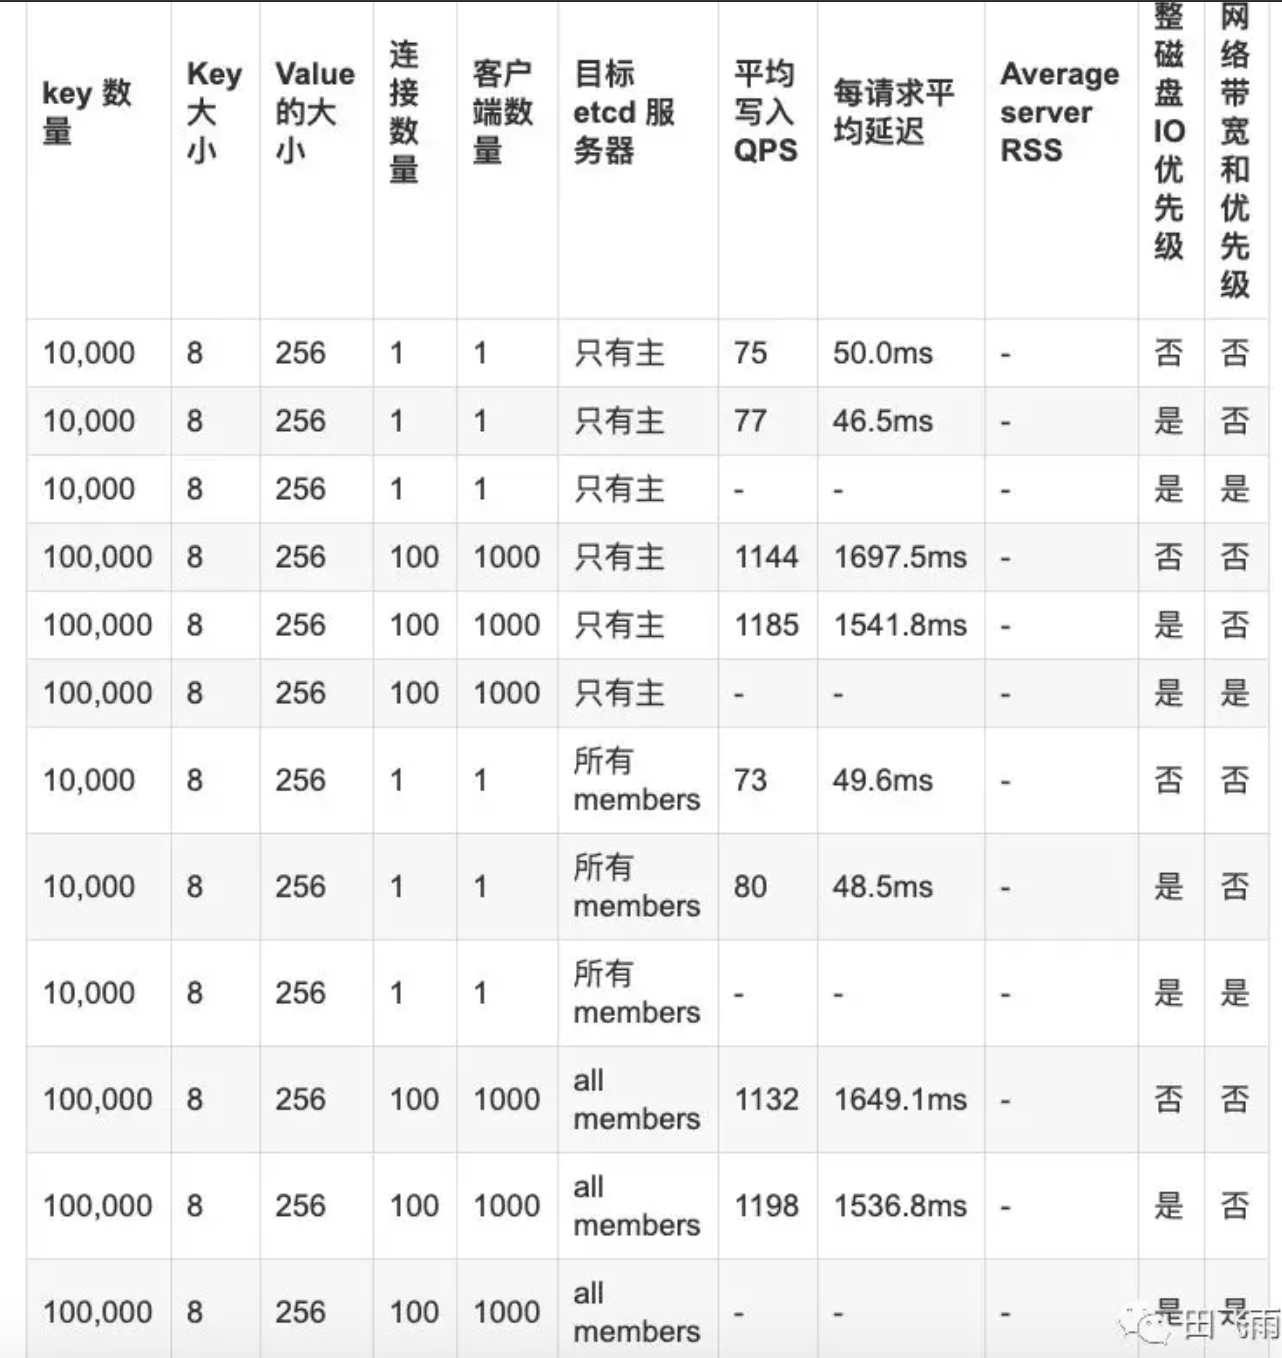 key 数量 Key 大小 Value 的大小 连接数量 客户端数量 目标 etcd 服务器 平均写入 QPS 每请求平均延迟 Average server RSS 整磁盘IO优先级 网络带宽和优先级
10,000 8 256 1 1 只有主 75 50.0ms - 否 否
10,000 8 256 1 1 只有主 77 46.5ms - 是 否
10,000 8 256 1 1 只有主 - - - 是 是
100,000 8 256 100 1000 只有主 1144 1697.5ms - 否 否
100,000 8 256 100 1000 只有主 1185 1541.8ms - 是 否
100,000 8 256 100 1000 只有主 - - - 是 是
10,000 8 256 1 1 所有 members 73 49.6ms - 否 否
10,000 8 256 1 1 所有 members 80 48.5ms - 是 否
10,000 8 256 1 1 所有 members - - - 是 是
100,000 8 256 100 1000 all members 1132 1649.1ms - 否 否
100,000 8 256 100 1000 all members 1198 1536.8ms - 是 否
100,000 8 256 100 1000 all members - - - 是 是
田飞雨